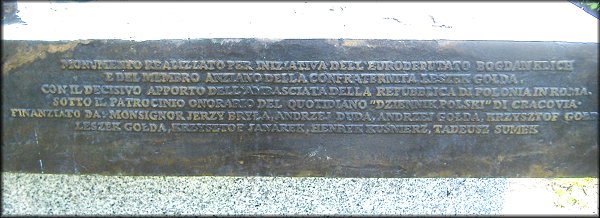 MONUMENTO REALIZZATO PER INIZIATIVA DELL'EURODEPUTATO BOGDAN KLICH
E DEL MEMBRO ANZIANO DELLA CONFRATERNITA LESZEK GOŁDA.
CON IL DECISIVO APPORTO DELL'AMBASCIATA DELLA REPUBBLICA DI POLONIA IN ROMA.
SOTTO IL PATROCINIO ONORARIO DEL QUOTIDIANO "DZIENNIK POLSKI" DI CRACOVIA.
FINANZIATO DA: MONSIGNOR JERZY BRYŁA, ANDRZEJ DUDA, ANDRZEJ GOŁDA, KRZYSZTOF
LESZEK GOŁDA, KRZYSZTOF JANAREK, HENRYK KUŚMIERZ, TADEUSZ SUMEK